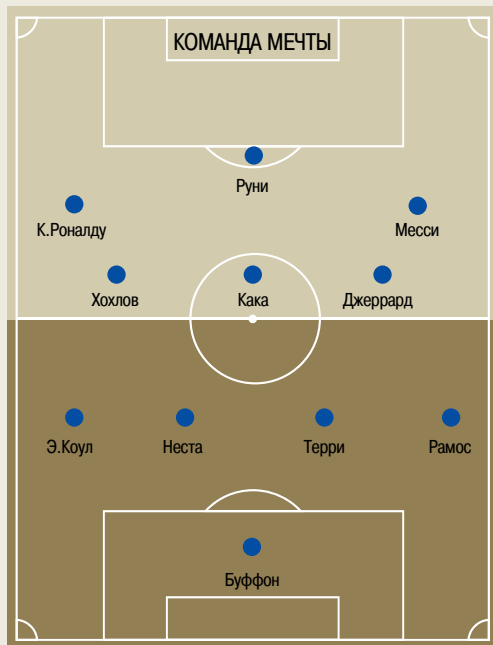 КОМАНДА МЕЧТЫ
Руни
К.Роналду
Месси
Хохлов
Кака
Джеррард
Э.Коул
Неста
Терри
Рамос
Буффон